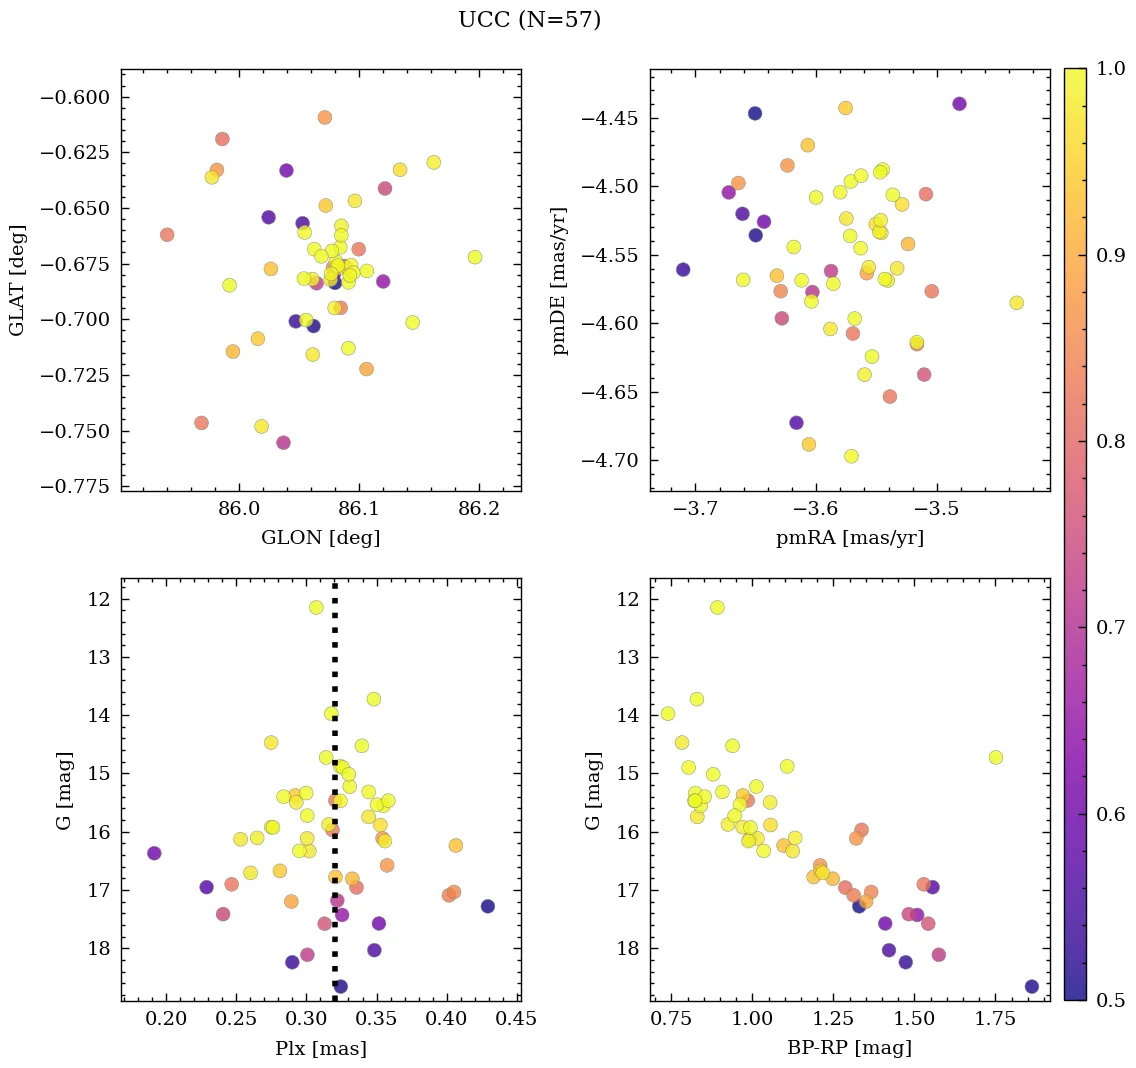 UCC (N=57)
−0.600
−0.625
−0.650
−0.675
−0.700
−0.725
−0.750
−0.775
GLAT [deg]
86.0 86.1 86.2
GLON [deg]
−4.45
−4.50
−4.55
−4.60
−4.65
−4.70
pmDE [mas/yr]
−3.7 −3.6 −3.5
pmRA [mas/yr]
12
13
14
15
16
17
18
G [mag]
0.20 0.25 0.30 0.35 0.40 0.45
Plx [mas]
12
13
14
15
16
17
18
G [mag]
0.75 1.00 1.25 1.50 1.75
BP-RP [mag]
1.0
0.9
0.8
0.7
0.6
0.5